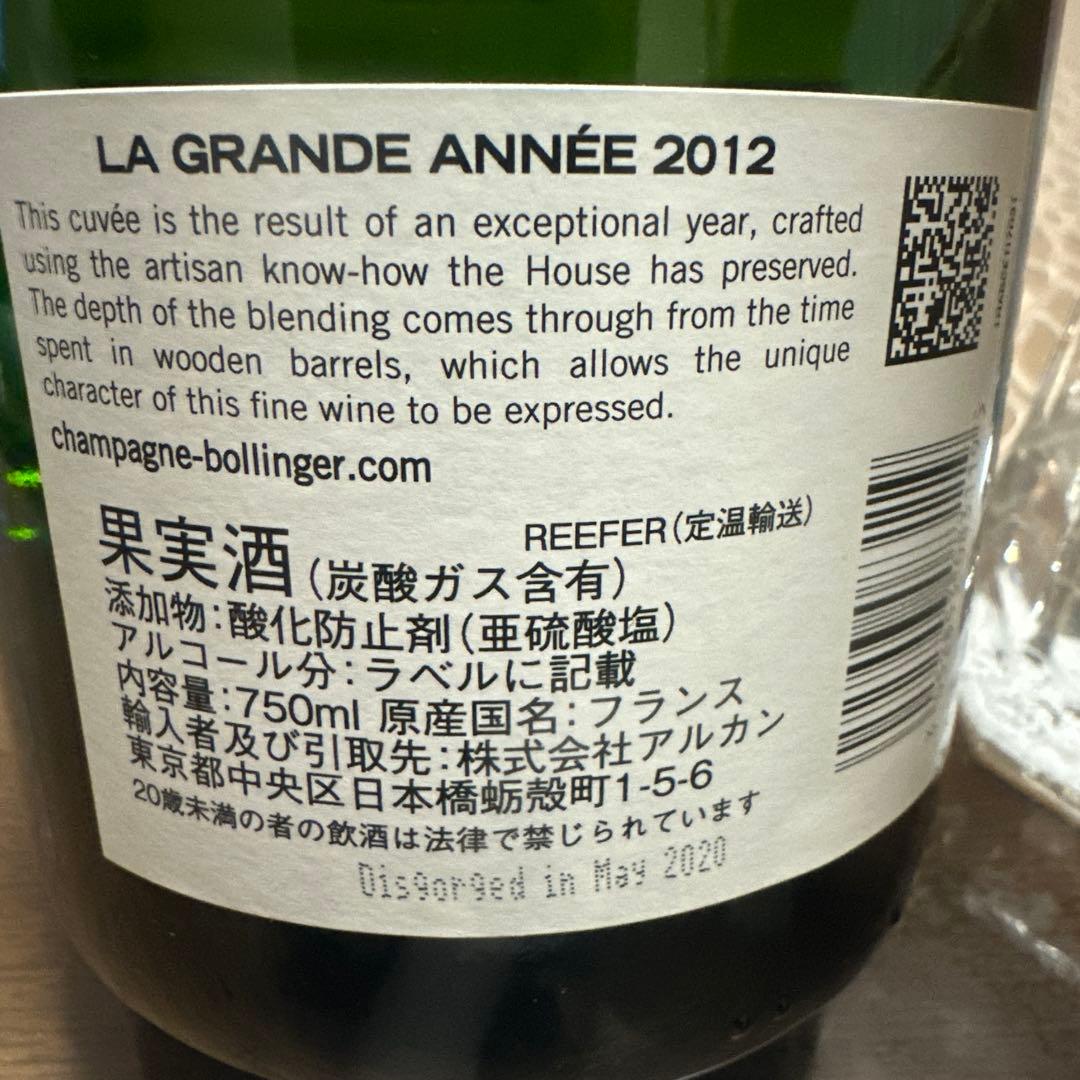 LA GRANDE ANNÉE 2012
This cuvée is the result of an exceptional year, crafted
using the artisan know-how the House has preserved.
The depth of the blending comes through from the time
spent in wooden barrels, which allows the unique
character of this fine wine to be expressed.
champagne-bollinger.com
REEFER(定温輸送)
果実酒(炭酸ガス含有)
添加物:酸化防止剤(亜硫酸塩)
アルコール分:ラベルに記載
内容量:750ml 原産国名:フランス
輸入者及び引取先:株式会社アルカン
東京都中央区日本橋蛎殻町1-5-6
20歳未満の者の飲酒は法律で禁じられています
Disgorged in May 2020